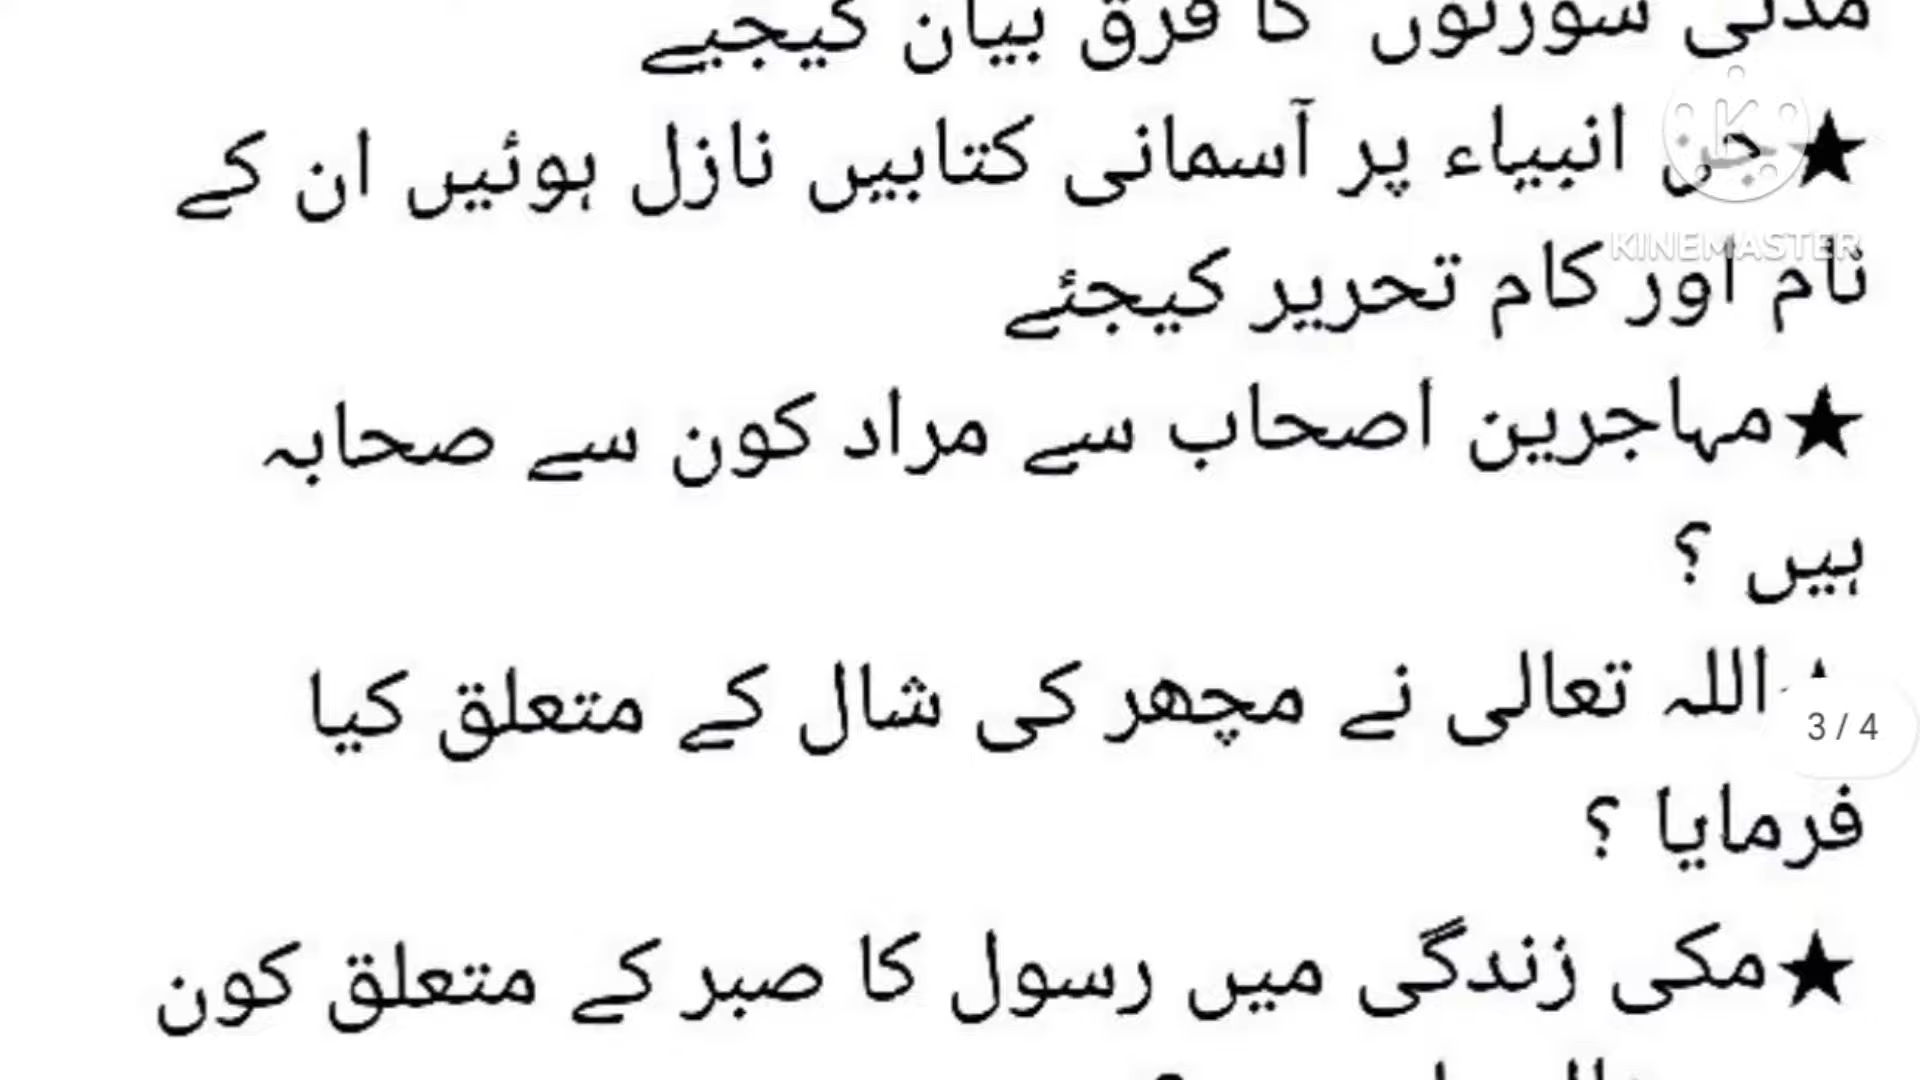 مدنی سورتوں کا فرق بیان کیجیے
★جن انبیاء پر آسمانی کتابیں نازل ہوئیں ان کے
KINEMASTER
نام اور کام تحریر کیجئے
★مہاجرین اصحاب سے مراد کون سے صحابہ
ہیں ؟
اللہ تعالی نے مچھر کی شال کے متعلق کیا
3 / 4
فرمایا ؟
★مکی زندگی میں رسول کا صبر کے متعلق کون